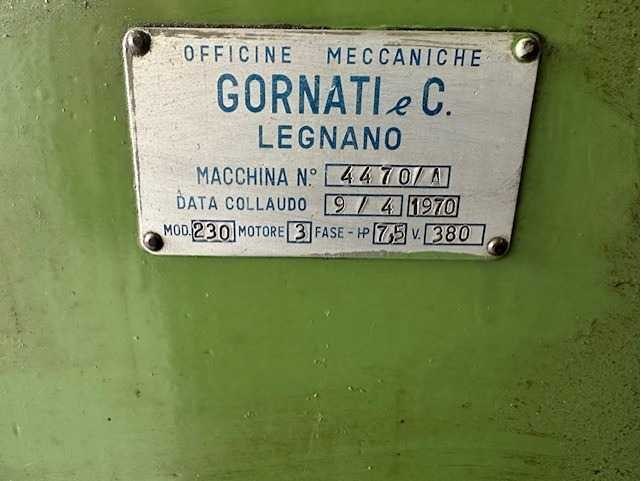 OFFICINE MECCANICHE
GORNATI e C.
LEGNANO
MACCHINA N.° 4470/A
DATA COLLAUDO 9/4 1970
MOD. 230 MOTORE 3 FASE - HP 7,5 V. 380